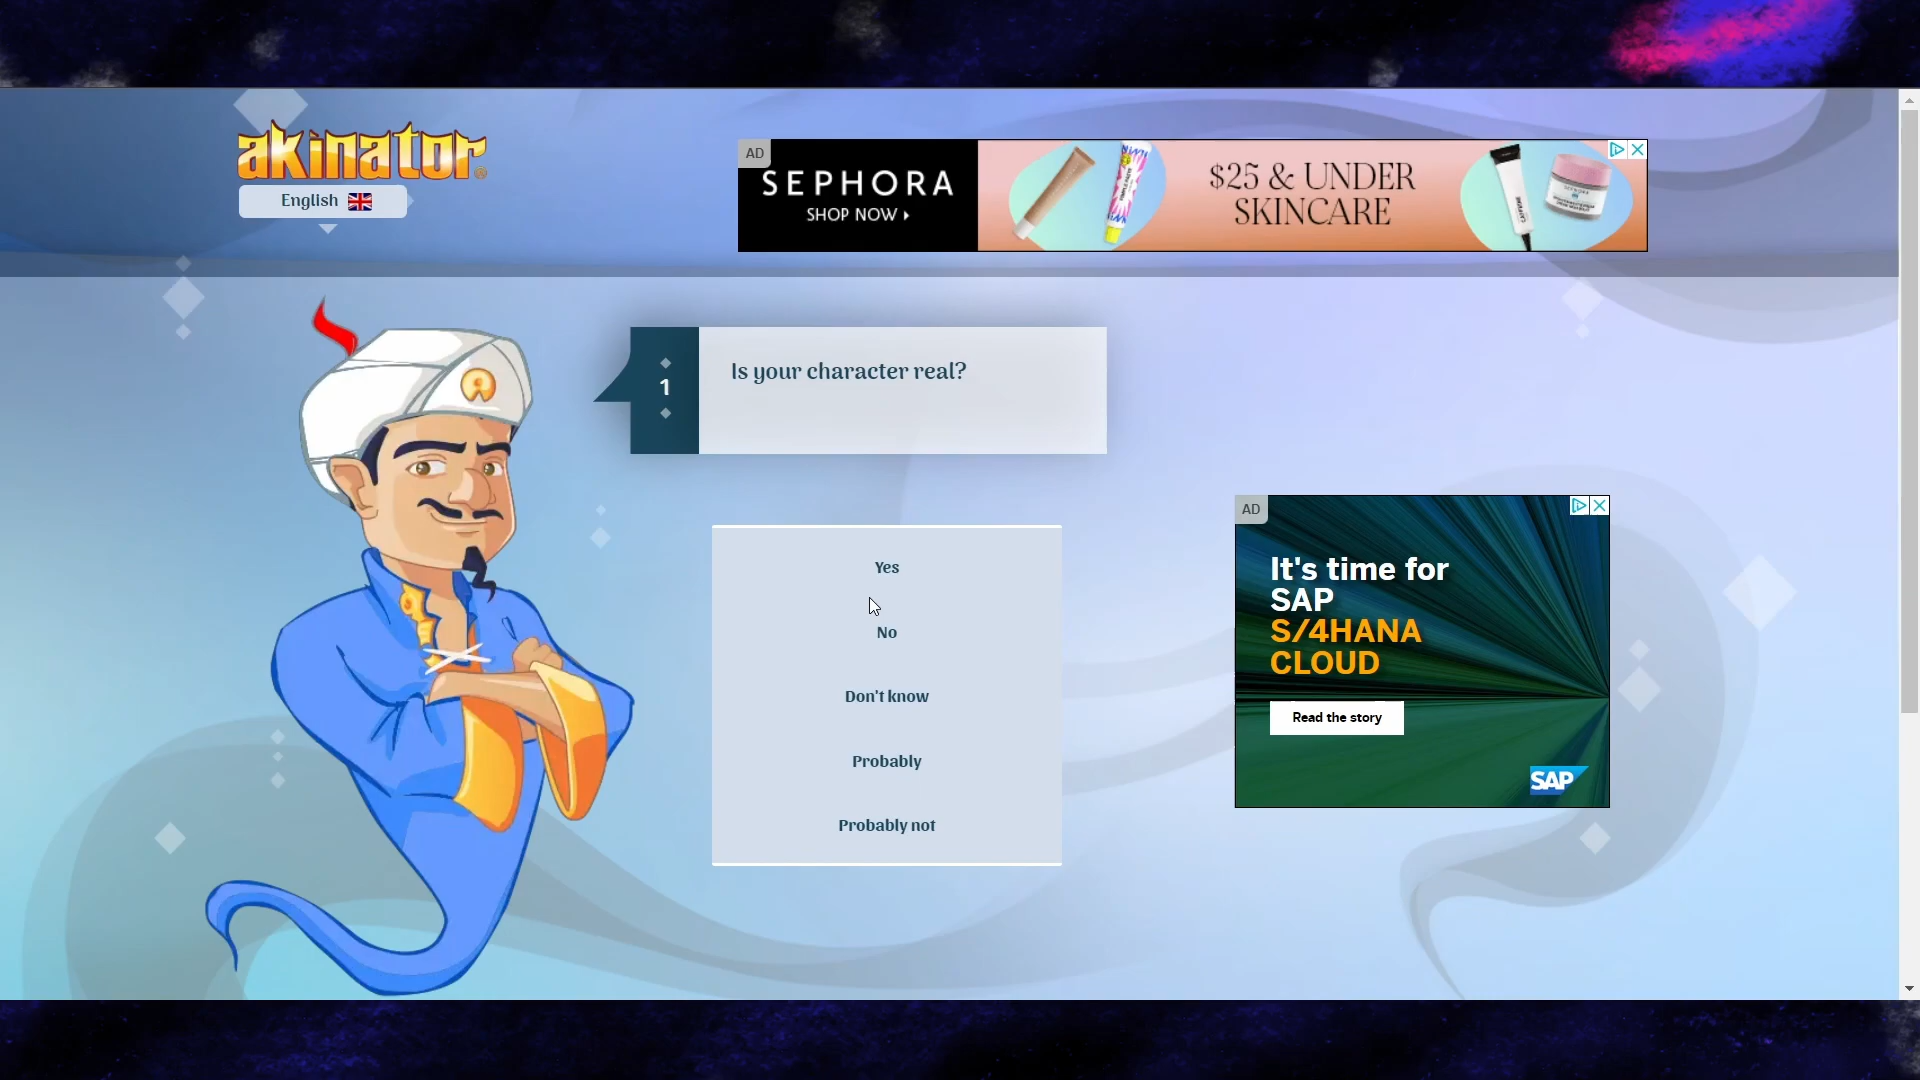 akinator
English
AD
SEPHORA
SHOP NOW
$25 & UNDER
SKINCARE
1
Is your character real?
Yes
No
Don't know
Probably
Probably not
AD
It's time for
SAP
S/4HANA
CLOUD
Read the story
SAP